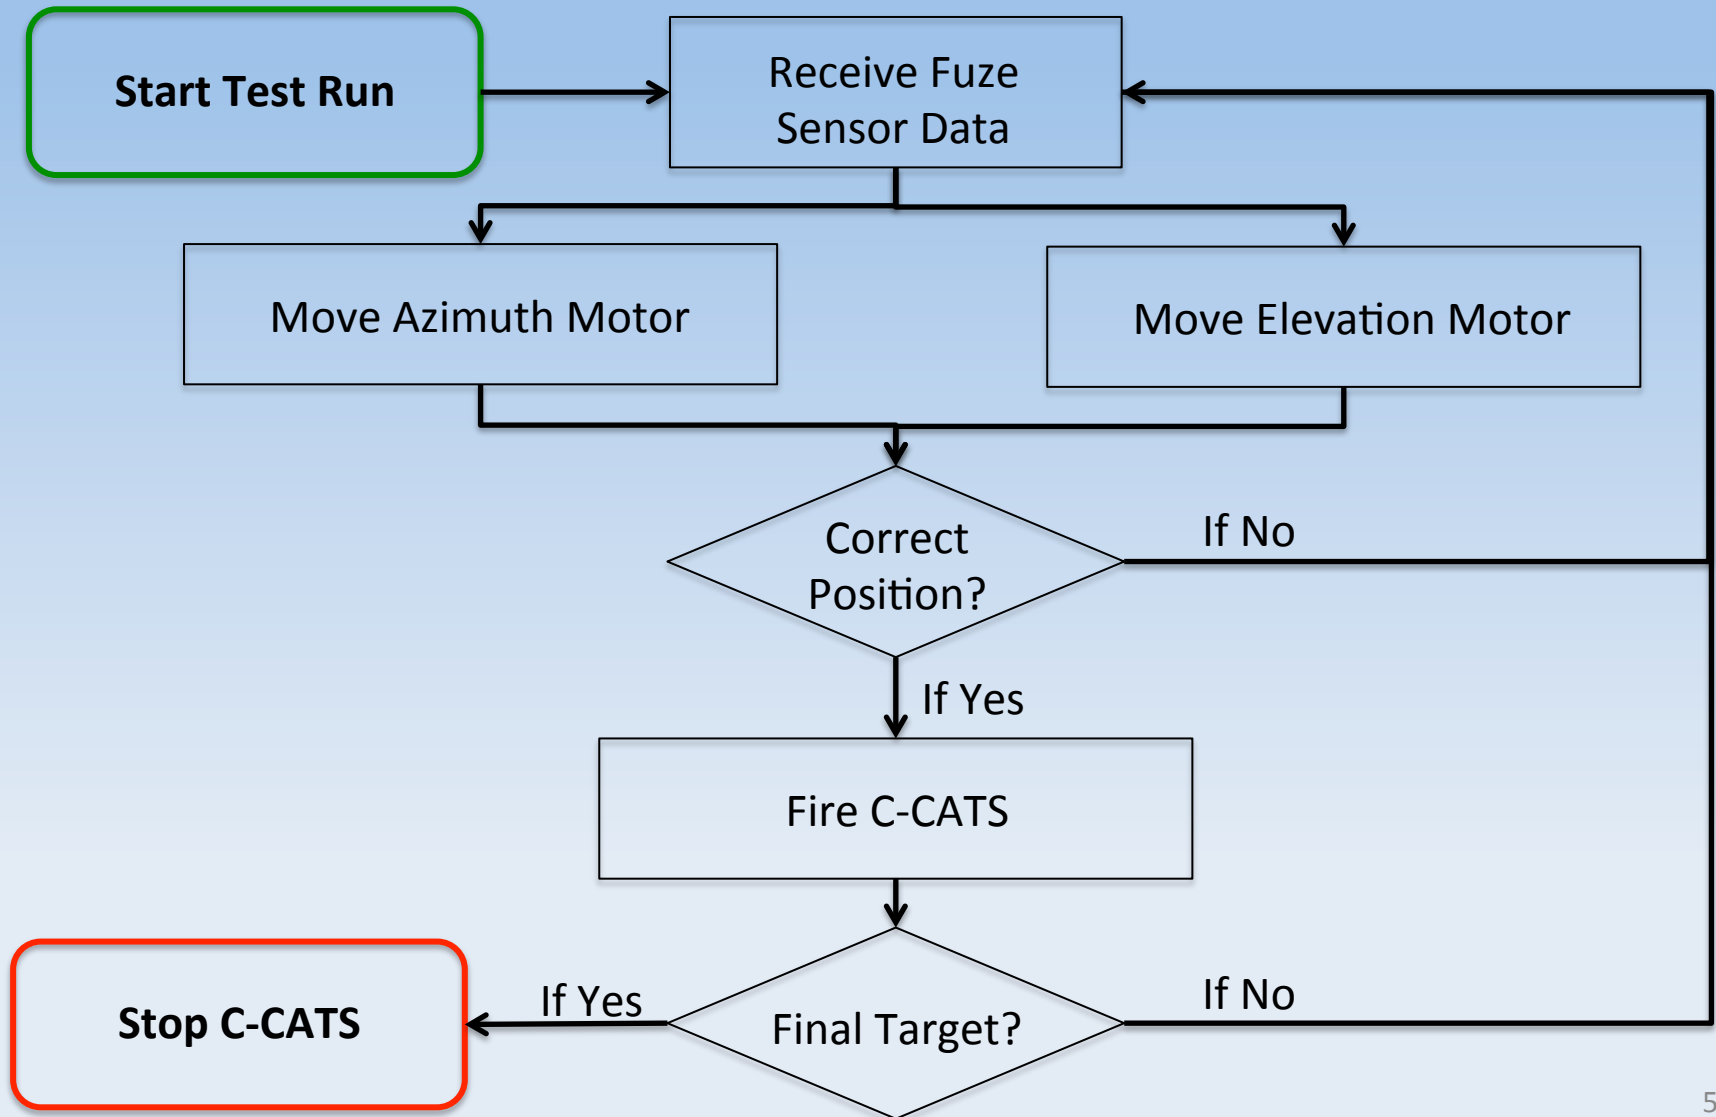 Start Test Run
Receive Fuze
Sensor Data
Move Azimuth Motor
Move Elevation Motor
Correct
Position?
If No
If Yes
Fire C-CATS
Final Target?
If No
If Yes
Stop C-CATS
5